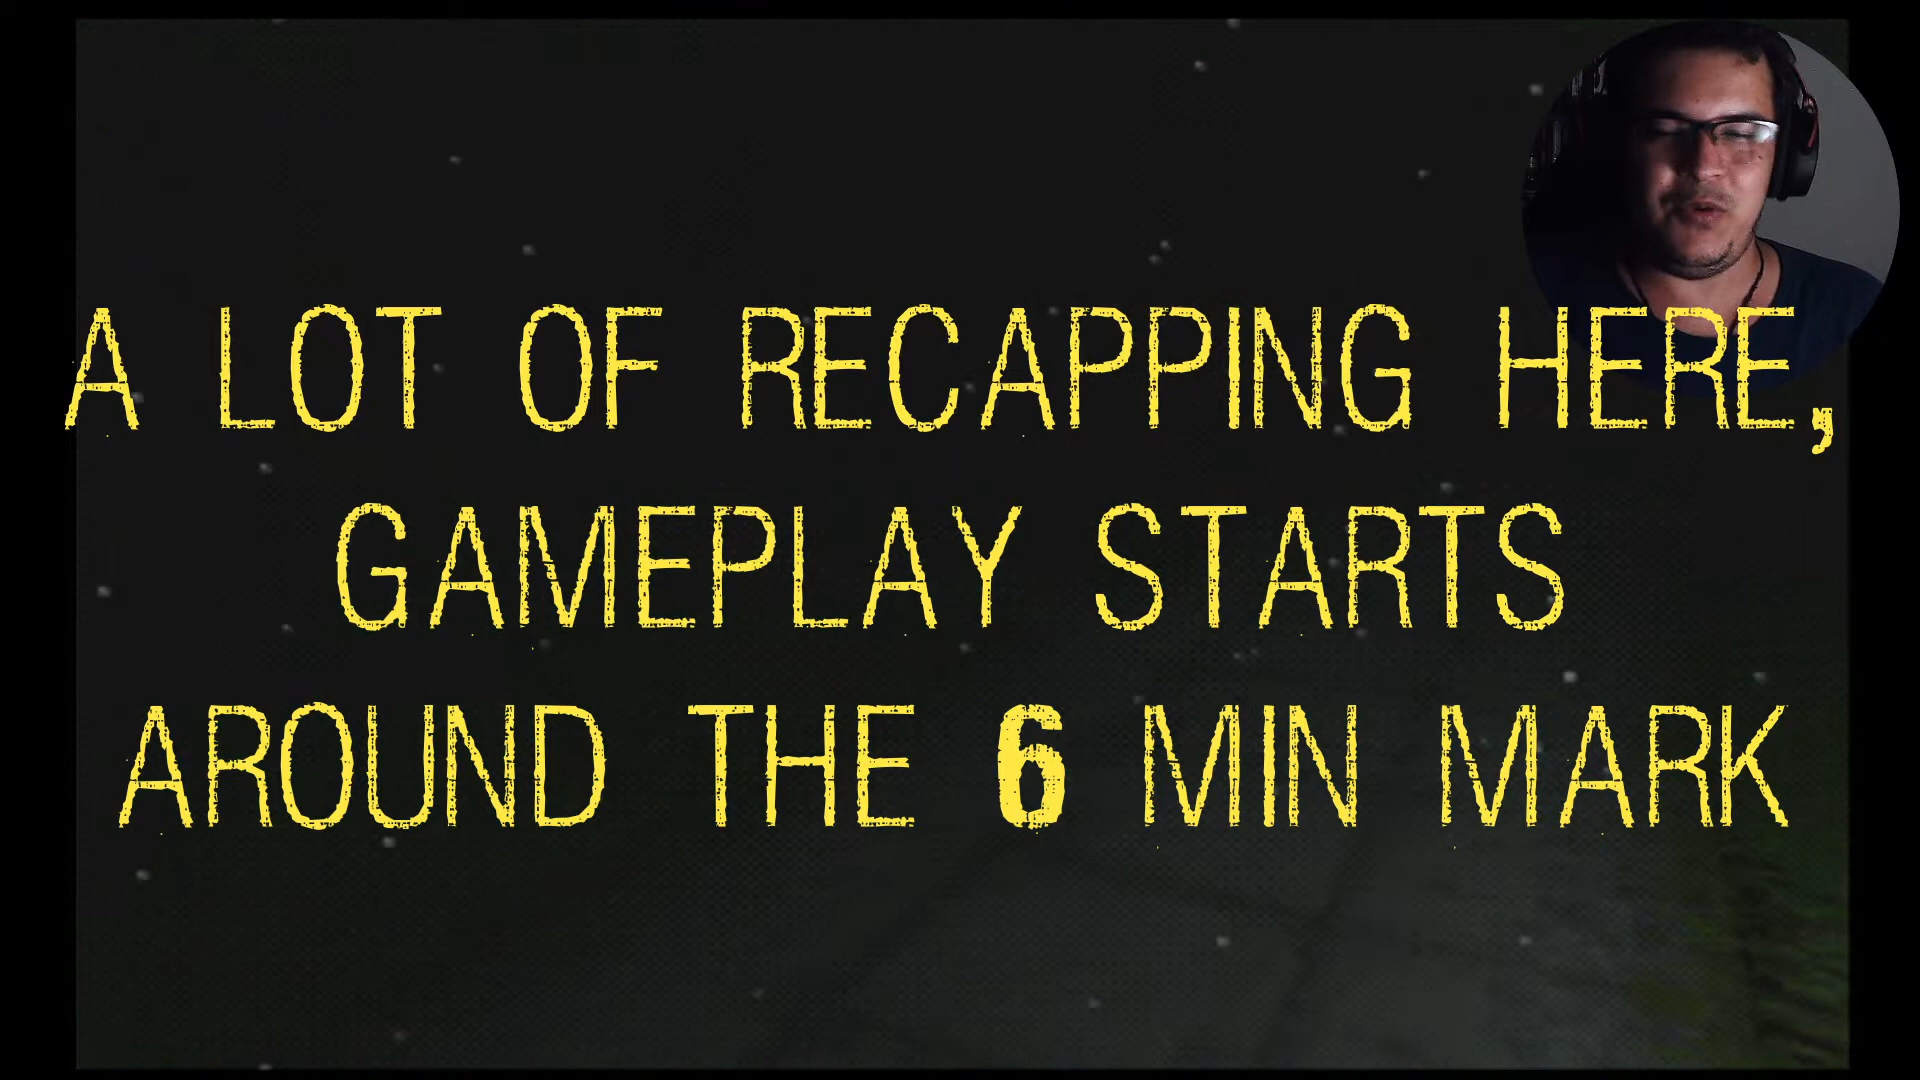 A LOT OF RECAPPING HERE,
GAMEPLAY STARTS
AROUND THE 6 MIN MARK